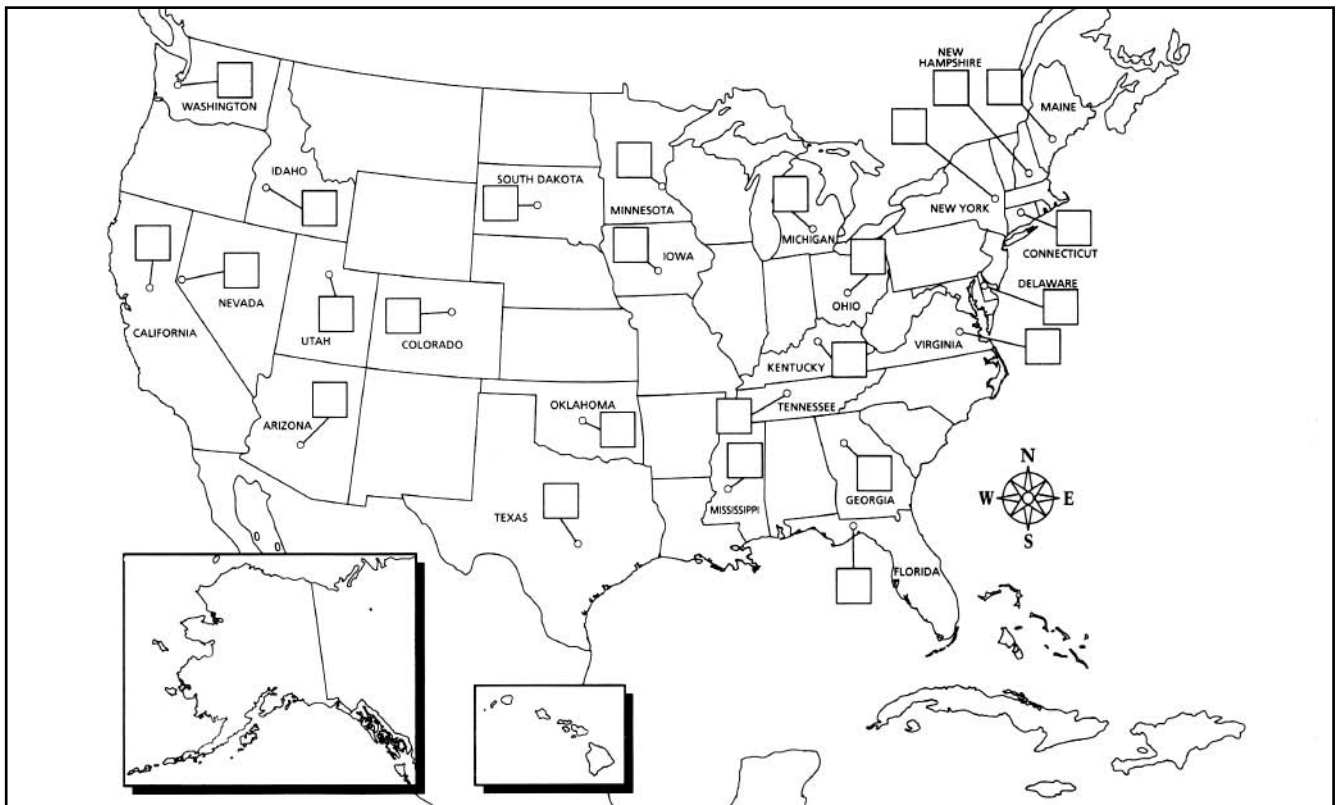 NEW
HAMPSHIRE
MAINE
WASHINGTON
IDAHO
SOUTH DAKOTA
MINNESOTA
NEW YORK
MICHIGAN
IOWA
CONNECTICUT
NEVADA
DELAWARE
OHIO
CALIFORNIA
UTAH
COLORADO
VIRGINIA
KENTUCKY
OKLAHOMA
TENNESSEE
ARIZONA
N
W
E
S
GEORGIA
MISSISSIPPI
TEXAS
FLORIDA